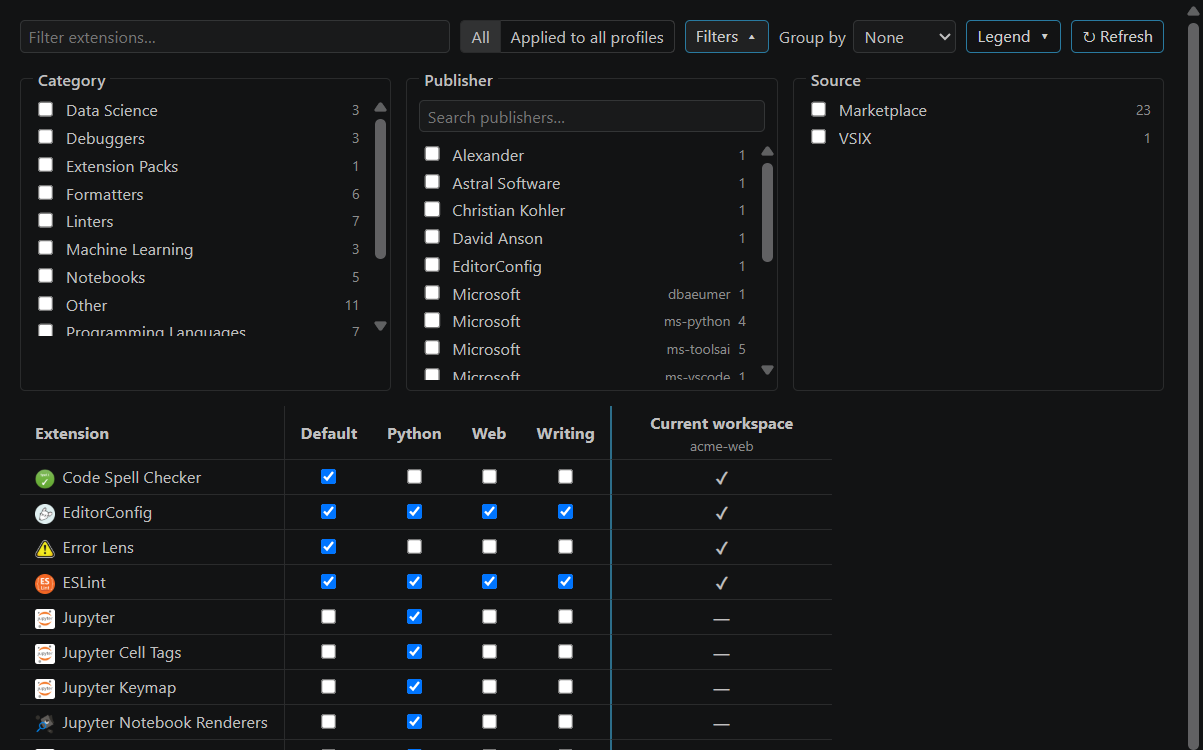 Filter extensions...
All Applied to all profiles Filters ▲ Group by None Legend ▼ ↻ Refresh
Category
Data Science 3
Debuggers 3
Extension Packs 1
Formatters 6
Linters 7
Machine Learning 3
Notebooks 5
Other 11
Programming Languages 7
Publisher
Search publishers...
Alexander 1
Astral Software 1
Christian Kohler 1
David Anson 1
EditorConfig 1
Microsoft dbaeumer 1
Microsoft ms-python 4
Microsoft ms-toolsai 5
Microsoft ms-vscode 1
Source
Marketplace 23
VSIX 1
Extension Default Python Web Writing Current workspace
acme-web
Code Spell Checker ✓
EditorConfig ✓
Error Lens ✓
ES Lint ESLint ✓
Jupyter —
Jupyter Cell Tags —
Jupyter Keymap —
Jupyter Notebook Renderers —